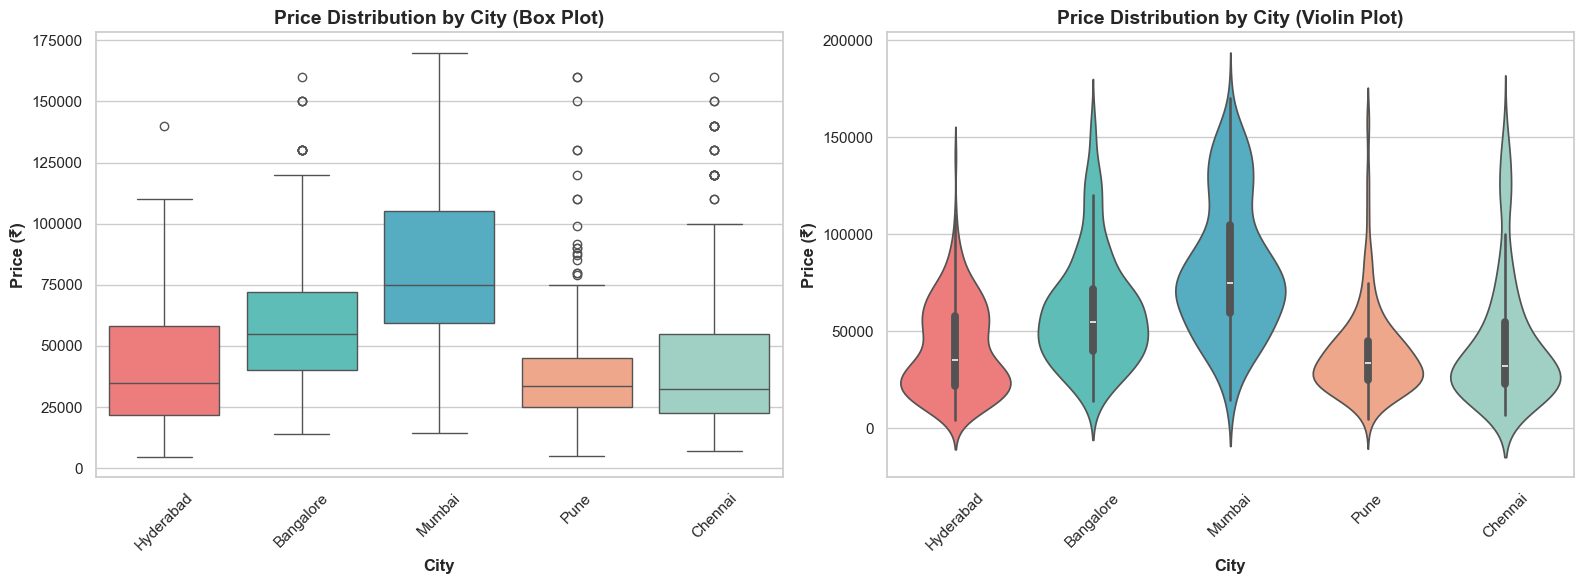 Price Distribution by City (Box Plot)
175000
150000
125000
100000
75000
50000
25000
0
Price (₹)
Hyderabad
Bangalore
Mumbai
Pune
Chennai
City
Price Distribution by City (Violin Plot)
200000
150000
100000
50000
0
Price (₹)
Hyderabad
Bangalore
Mumbai
Pune
Chennai
City